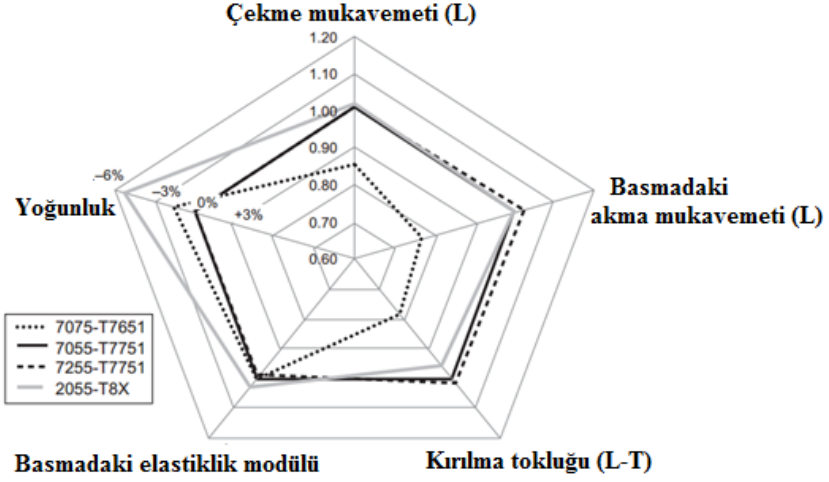 Çekme mukavemeti (L)
1.20
1.10
1.00
0.90
0.80
0.70
0.60
–6%
–3%
0%
+3%
Yoğunluk
Basmadaki
akma mukavemeti (L)
7075-T7651
7055-T7751
7255-T7751
2055-T8X
Basmadaki elastiklik modülü
Kırılma tokluğu (L-T)